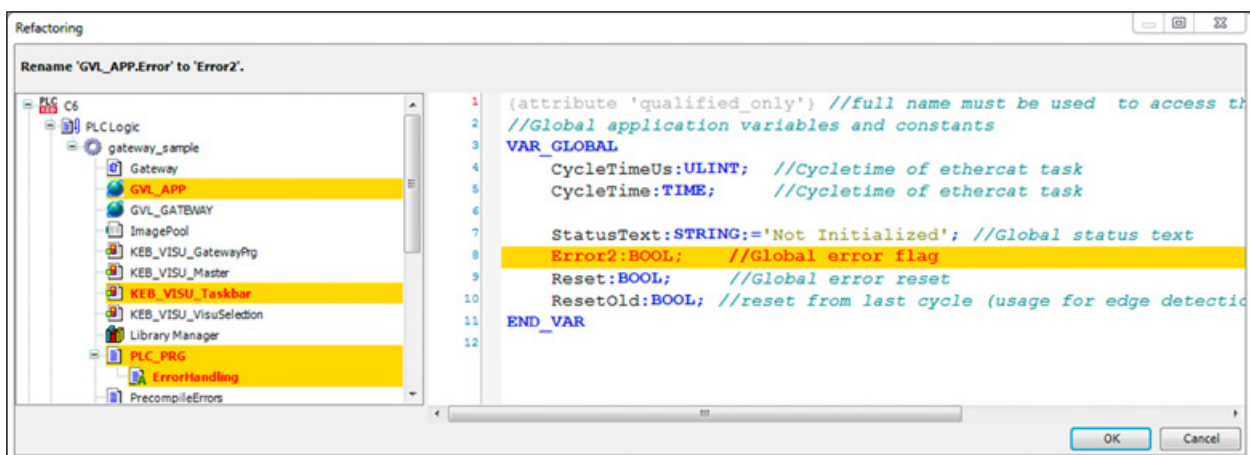 Refactoring
Rename 'GVL_APP.Error' to 'Error2'.
PLC KEB C6
PLCLogic
gateway_sample
Gateway
GVL_APP
GVL_GATEWAY
ImagePool
KEB_VISU_GatewayPrg
KEB_VISU_Master
KEB_VISU_Taskbar
KEB_VISU_VisuSelection
Library Manager
PLC_PRG
ErrorHandling
PrecompileErrors
1 {attribute 'qualified_only'} //full name must be used to access th
2 //Global application variables and constants
3 VAR_GLOBAL
4 CycleTimeUs:ULINT; //Cycletime of ethercat task
5 CycleTime:TIME; //Cycletime of ethercat task
6
7 StatusText:STRING:='Not Initialized'; //Global status text
8 Error2:BOOL; //Global error flag
9 Reset:BOOL; //Global error reset
10 ResetOld:BOOL; //reset from last cycle (usage for edge detectio
11 END_VAR
12
OK Cancel